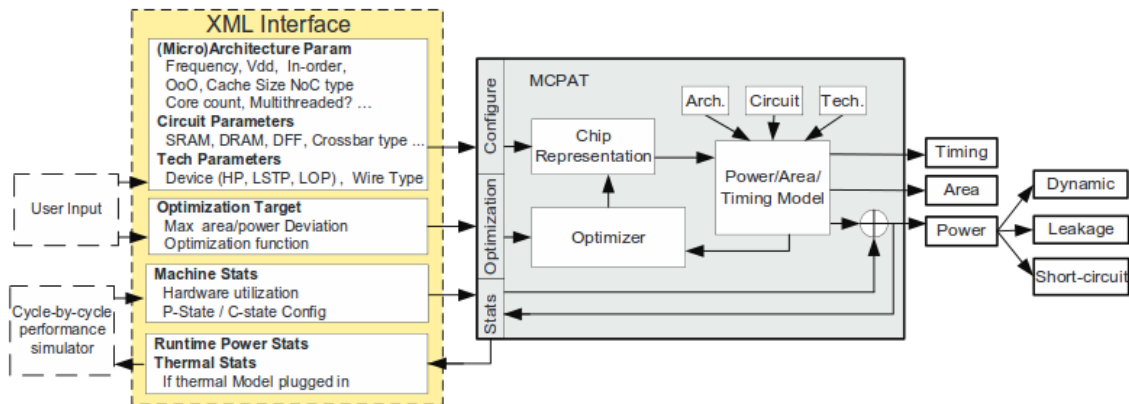 XML Interface
(Micro)Architecture Param
Frequency, Vdd, In-order,
OoO, Cache Size NoC type
Core count, Multithreaded? ...
Circuit Parameters
SRAM, DRAM, DFF, Crossbar type ...
Tech Parameters
Device (HP, LSTP, LOP) , Wire Type
User Input
Optimization Target
Max area/power Deviation
Optimization function
Machine Stats
Hardware utilization
P-State / C-state Config
Cycle-by-cycle
performance
simulator
Runtime Power Stats
Thermal Stats
If thermal Model plugged in
Configure
Optimization
Stats
MCPAT
Arch.
Circuit
Tech.
Chip
Representation
Power/Area/
Timing Model
Optimizer
Timing
Area
Power
Dynamic
Leakage
Short-circuit